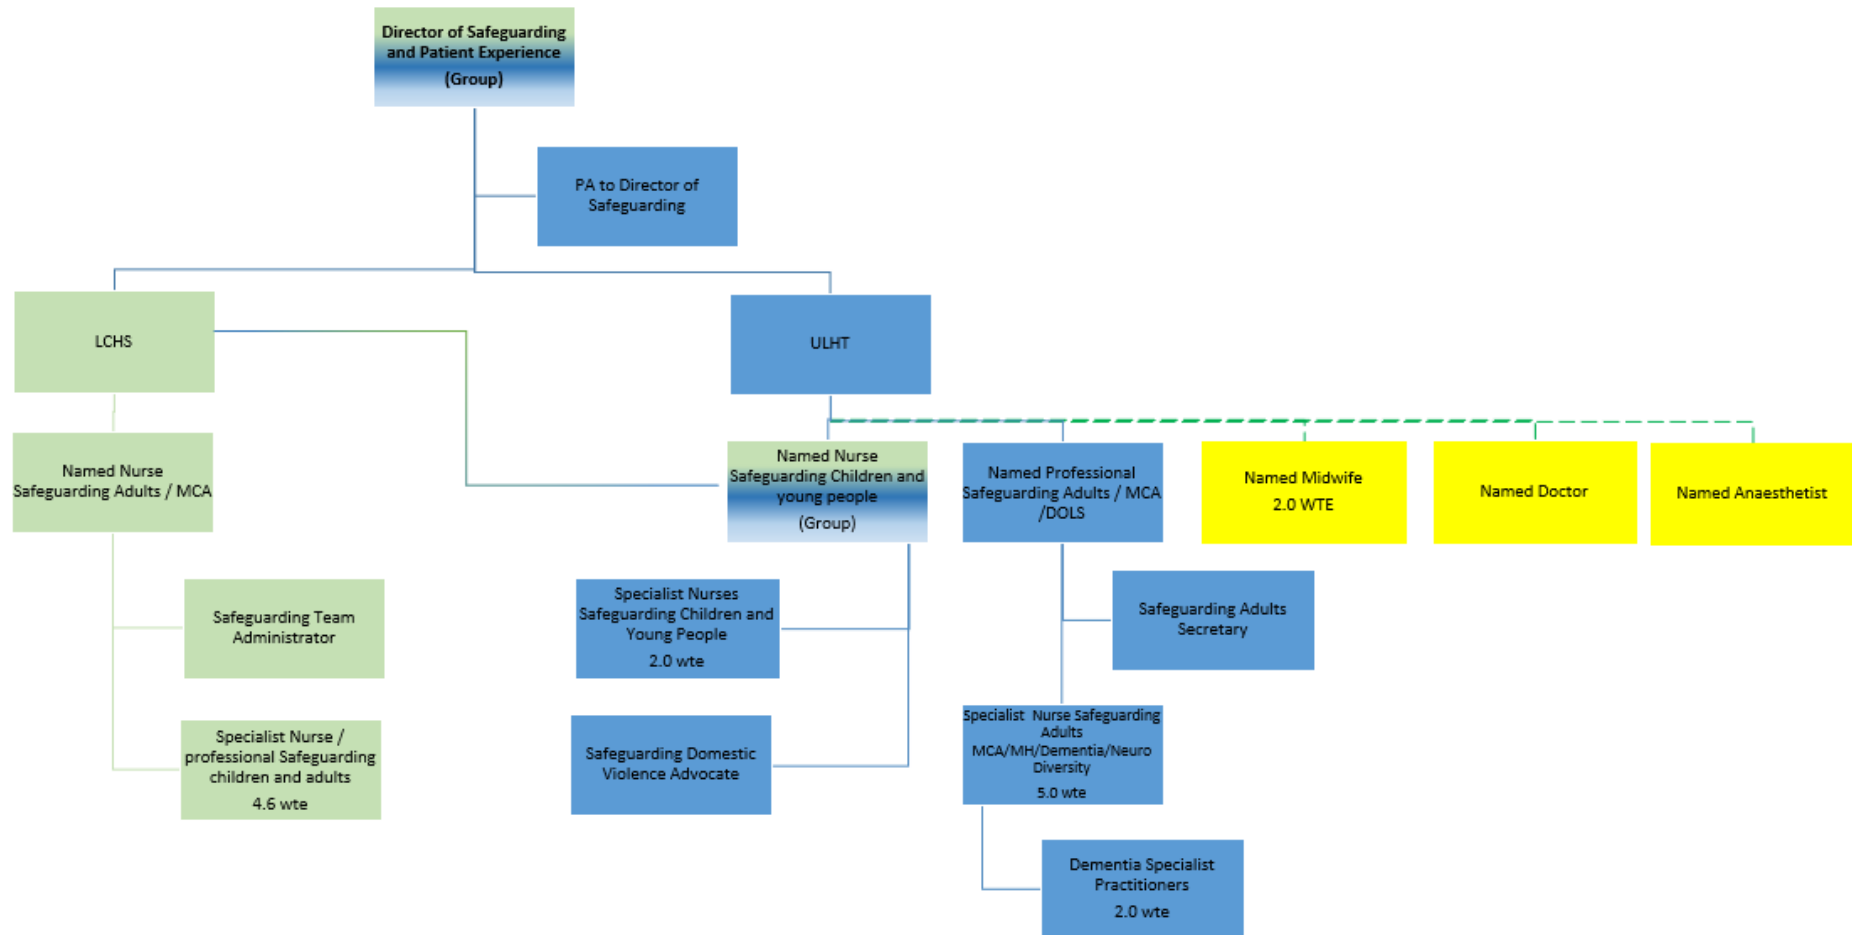 Director of Safeguarding
and Patient Experience
(Group)
PA to Director of
Safeguarding
LCHS
ULHT
Named Nurse
Safeguarding Adults / MCA
Named Nurse
Safeguarding Children and
young people
(Group)
Named Professional
Safeguarding Adults / MCA
/DOLS
Named Midwife
2.0 WTE
Named Doctor
Named Anaesthetist
Safeguarding Team
Administrator
Specialist Nurses
Safeguarding Children and
Young People
2.0 wte
Safeguarding Adults
Secretary
Specialist Nurse /
professional Safeguarding
children and adults
4.6 wte
Safeguarding Domestic
Violence Advocate
Specialist  Nurse Safeguarding
Adults
MCA/MH/Dementia/Neuro
Diversity
5.0 wte
Dementia Specialist
Practitioners
2.0 wte